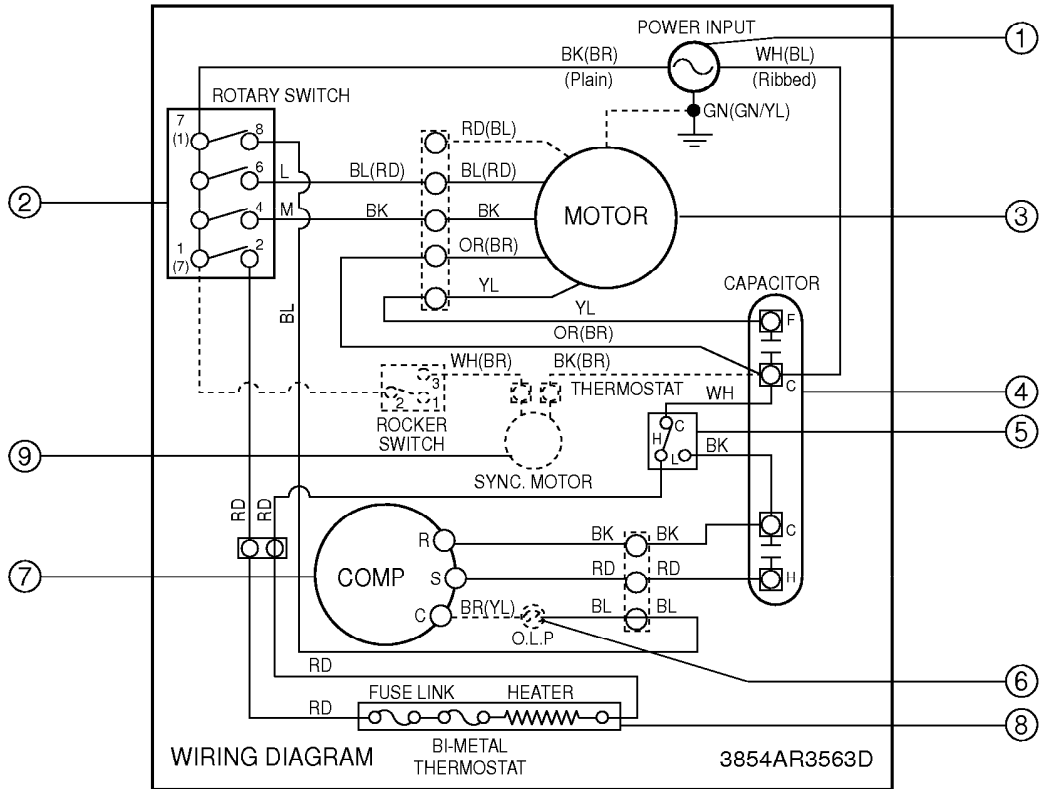 POWER INPUT
1
BK(BR)
WH(BL)
(Plain)
(Ribbed)
ROTARY SWITCH
GN(GN/YL)
7
(1)
8
RD(BL)
6
L
BL(RD)
BL(RD)
2
4
M
BK
BK
MOTOR
3
1
(7)
2
OR(BR)
YL
CAPACITOR
BL
YL
F
OR(BR)
WH(BR)
BK(BR)
3
THERMOSTAT
C
4
2
1
WH
ROCKER
SWITCH
C
H
L
BK
5
9
SYNC. MOTOR
RD
RD
R
BK
BK
C
7
COMP
S
RD
RD
H
C
BR(YL)
BL
BL
O.L.P
RD
6
FUSE LINK
HEATER
RD
8
BI-METAL
THERMOSTAT
WIRING DIAGRAM
3854AR3563D